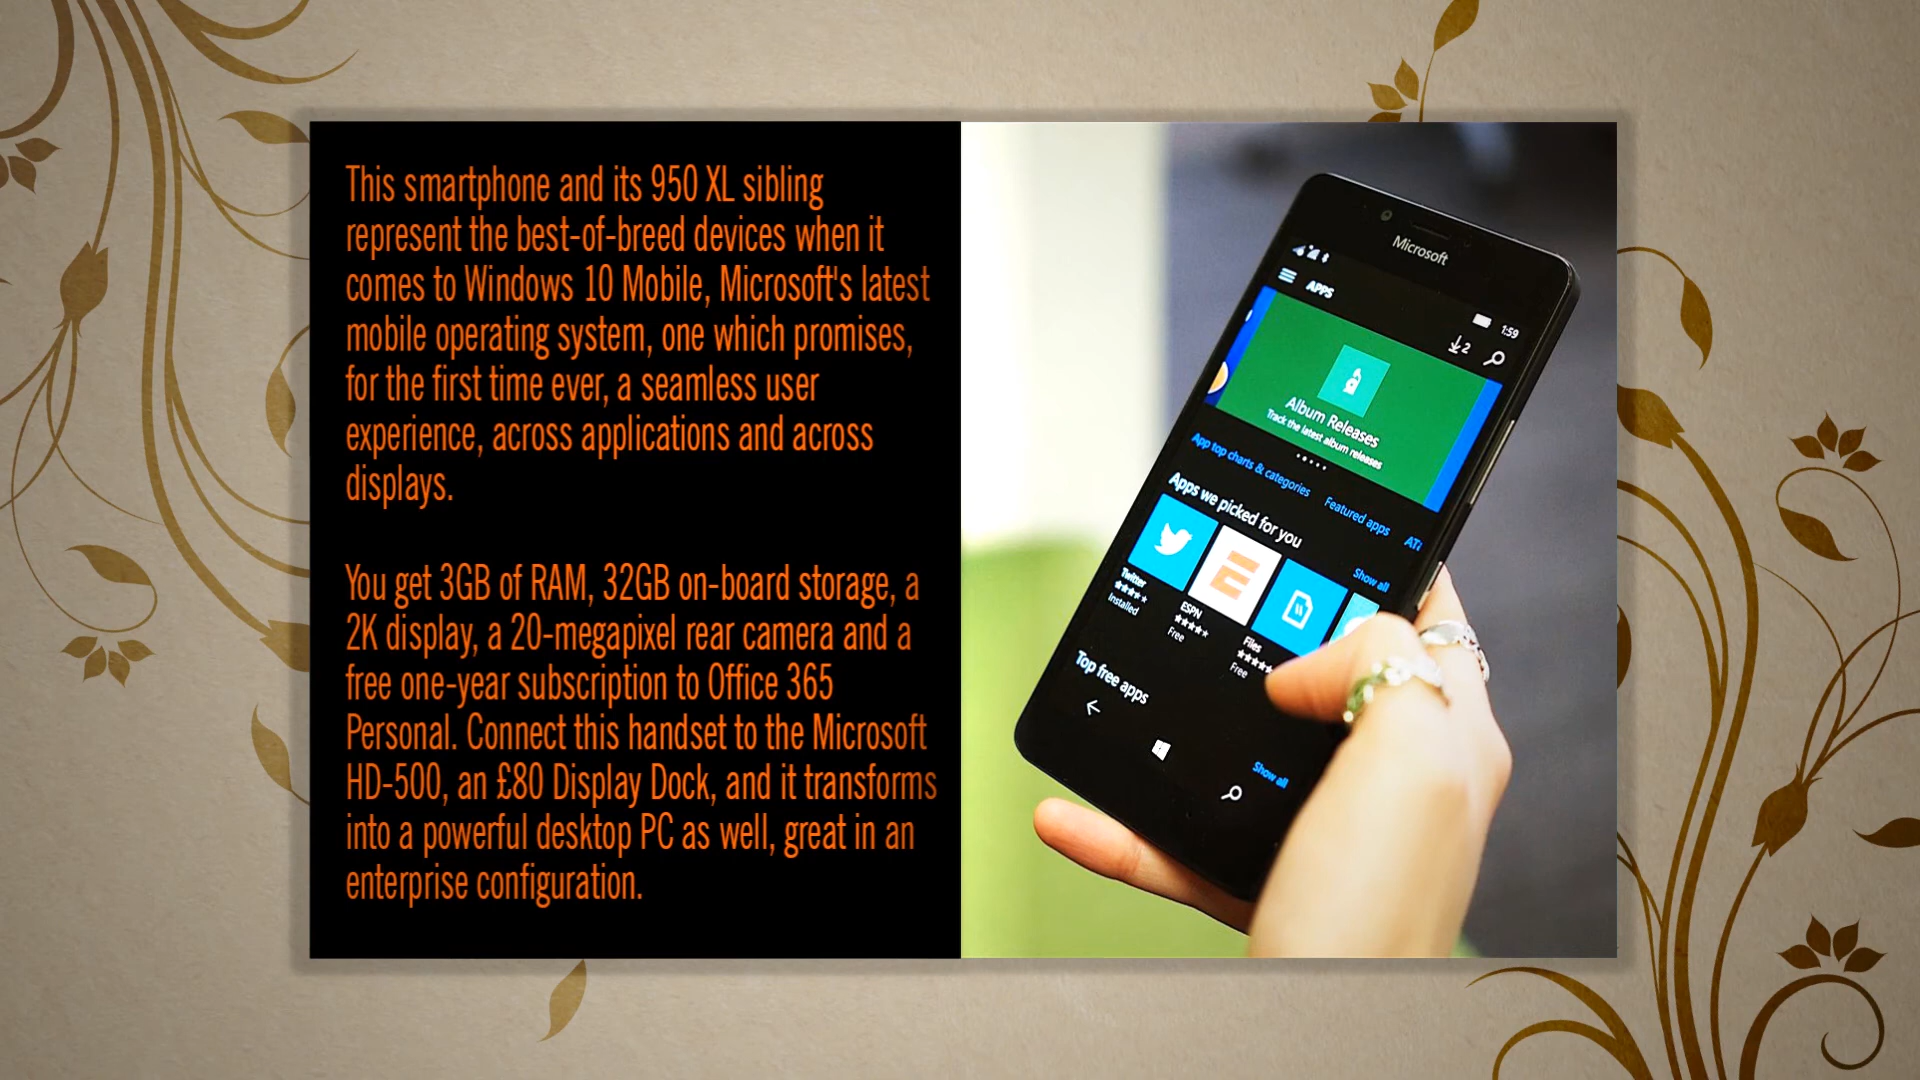 This smartphone and its 950 XL sibling
represent the best-of-breed devices when it
comes to Windows 10 Mobile, Microsoft's latest
mobile operating system, one which promises,
for the first time ever, a seamless user
experience, across applications and across
displays.
You get 3GB of RAM, 32GB on-board storage, a
2K display, a 20-megapixel rear camera and a
free one-year subscription to Office 365
Personal. Connect this handset to the Microsoft
HD-500, an £80 Display Dock, and it transforms
into a powerful desktop PC as well, great in an
enterprise configuration.
Microsoft
1:59
APPS
2
Album Releases
Track the latest album releases
App top charts & categories
Featured apps
Apps we picked for you
Show all
Twitter
Installed
ESPN
Free
Files
Free
Top free apps
Show all